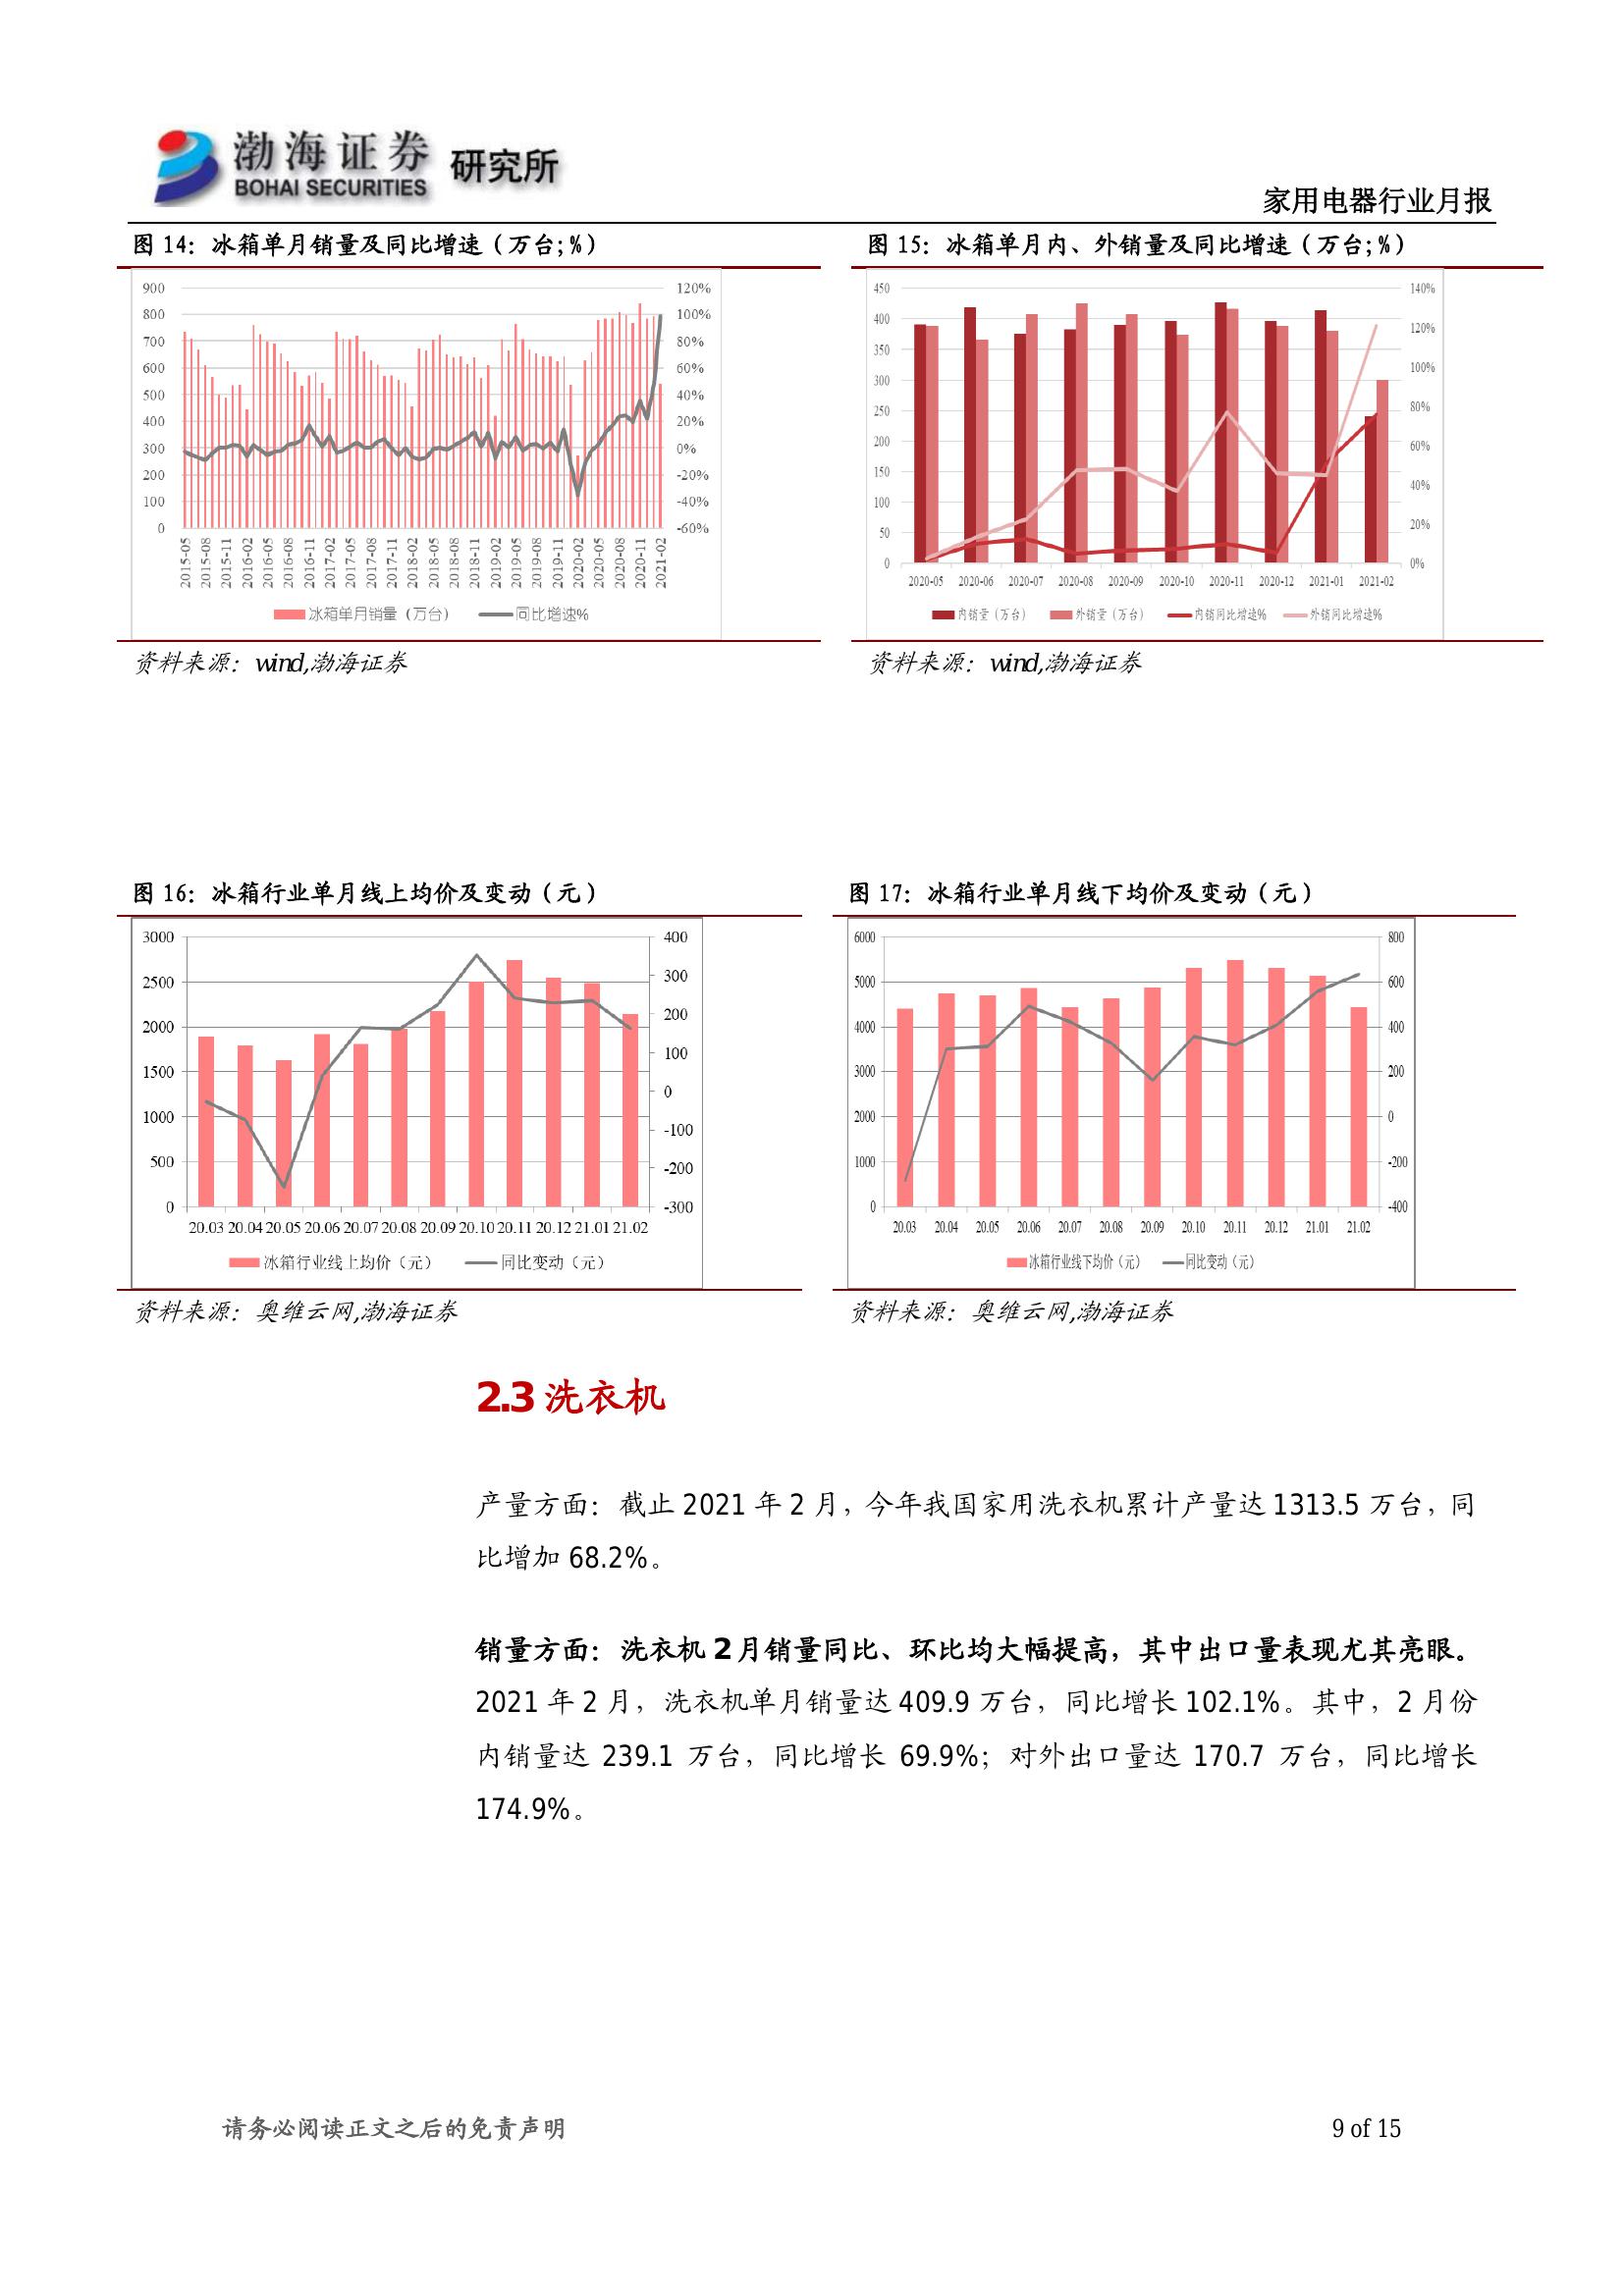 渤海证券 研究所
BOHAI SECURITIES
家用电器行业月报
图 14：冰箱单月销量及同比增速（万台;%）
900
800
700
600
500
400
300
200
100
0
120%
100%
80%
60%
40%
20%
0%
-20%
-40%
-60%
2015-05 2015-08 2015-11 2016-02 2016-05 2016-08 2016-11 2017-02 2017-05 2017-08 2017-11 2018-02 2018-05 2018-08 2018-11 2019-02 2019-05 2019-08 2019-11 2020-02 2020-05 2020-08 2020-11 2021-02
冰箱单月销量（万台） 同比增速%
资料来源：wind,渤海证券
图 15：冰箱单月内、外销量及同比增速（万台;%）
450
400
350
300
250
200
150
100
50
0
140%
120%
100%
80%
60%
40%
20%
0%
2020-05 2020-06 2020-07 2020-08 2020-09 2020-10 2020-11 2020-12 2021-01 2021-02
内销量（万台） 外销量（万台） 内销同比增速% 外销同比增速%
资料来源：wind,渤海证券
图 16：冰箱行业单月线上均价及变动（元）
3000
2500
2000
1500
1000
500
0
400
300
200
100
0
-100
-200
-300
20.03 20.04 20.05 20.06 20.07 20.08 20.09 20.10 20.11 20.12 21.01 21.02
冰箱行业线上均价（元） 同比变动（元）
资料来源：奥维云网,渤海证券
图 17：冰箱行业单月线下均价及变动（元）
6000
5000
4000
3000
2000
1000
0
800
600
400
200
0
-200
-400
20.03 20.04 20.05 20.06 20.07 20.08 20.09 20.10 20.11 20.12 21.01 21.02
冰箱行业线下均价（元） 同比变动（元）
资料来源：奥维云网,渤海证券
2.3 洗衣机
产量方面：截止 2021 年 2 月，今年我国家用洗衣机累计产量达 1313.5 万台，同
比增加 68.2%。
销量方面：洗衣机 2 月销量同比、环比均大幅提高，其中出口量表现尤其亮眼。
2021 年 2 月，洗衣机单月销量达 409.9 万台，同比增长 102.1%。其中，2 月份
内销量达 239.1 万台，同比增长 69.9%；对外出口量达 170.7 万台，同比增长
174.9%。
请务必阅读正文之后的免责声明
9 of 15